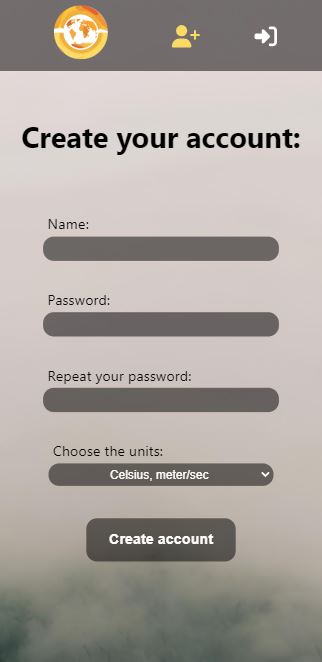 Create your account:
Name:
Password:
Repeat your password:
Choose the units:
Celsius, meter/sec
Create account